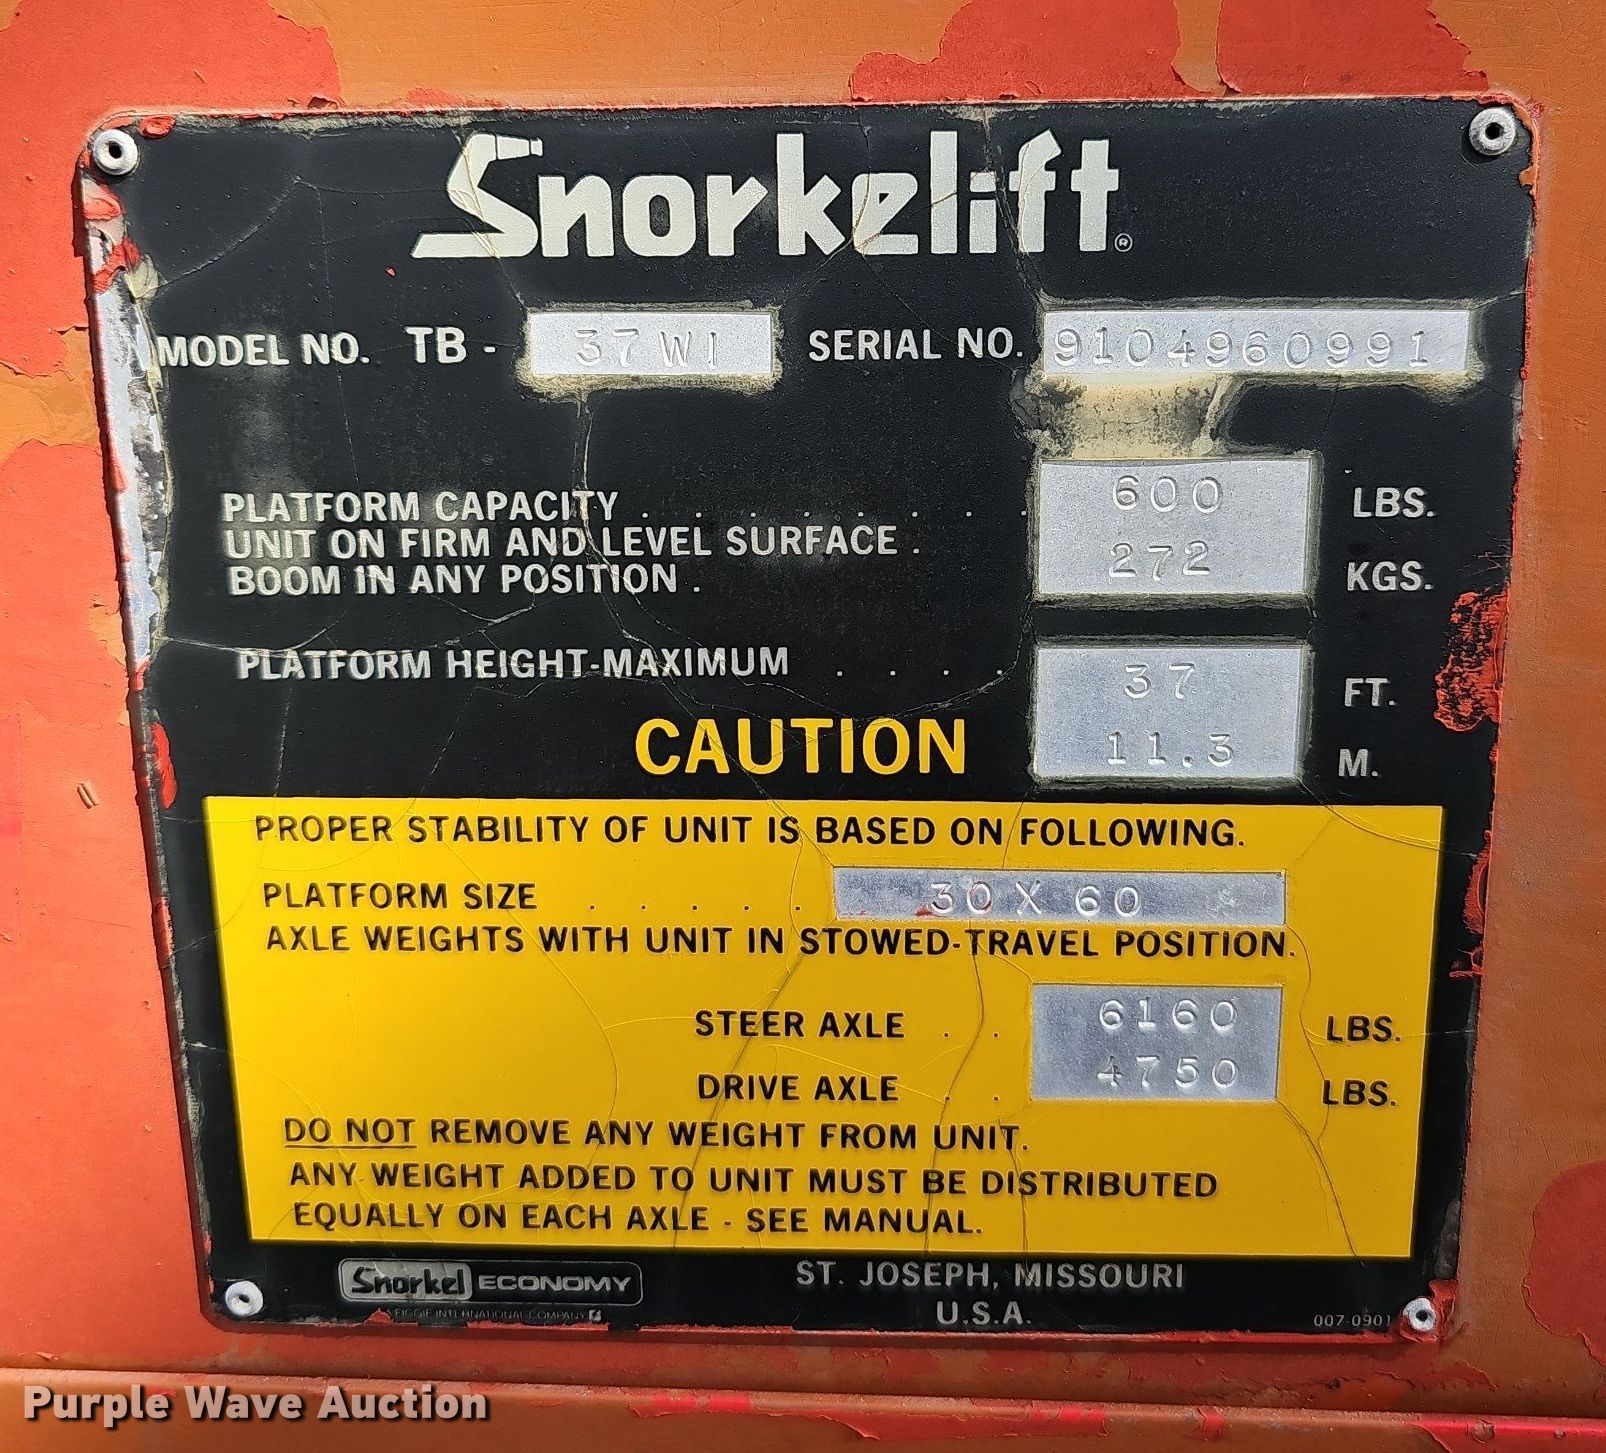 Snorkelift®
MODEL NO. TB - 37W1 SERIAL NO. 9104960991
PLATFORM CAPACITY . . . . . . . . 600 LBS.
UNIT ON FIRM AND LEVEL SURFACE .
BOOM IN ANY POSITION . 272 KGS.
PLATFORM HEIGHT-MAXIMUM . . . . 37 FT.
11.3 M.
CAUTION
PROPER STABILITY OF UNIT IS BASED ON FOLLOWING.
PLATFORM SIZE . . . . . 30 X 60
AXLE WEIGHTS WITH UNIT IN STOWED-TRAVEL POSITION.
STEER AXLE . . 6160 LBS.
DRIVE AXLE . . 4750 LBS.
DO NOT REMOVE ANY WEIGHT FROM UNIT.
ANY WEIGHT ADDED TO UNIT MUST BE DISTRIBUTED
EQUALLY ON EACH AXLE - SEE MANUAL.
Snorkel ECONOMY
A FIGGIE INTERNATIONAL COMPANY
ST. JOSEPH, MISSOURI
U.S.A.
007-0901
Purple Wave Auction